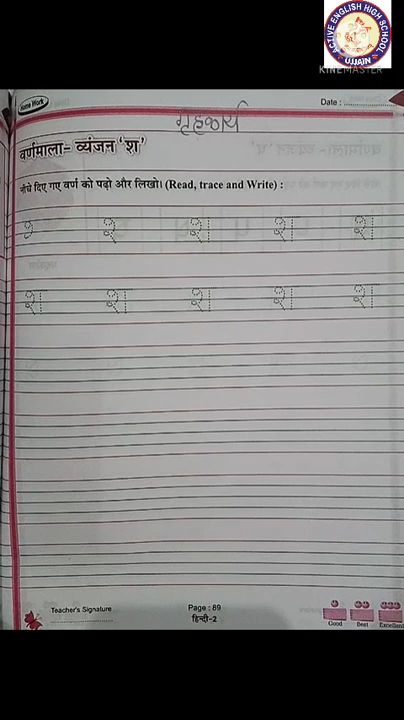 ACTIVE ENGLISH HIGH SCHOOL
UJJAIN
KINEMASTER
Home Work
Date : ....................
गृहकार्य
वर्णमाला- व्यंजन 'श'
नीचे दिए गए वर्ण को पढ़ो और लिखो। (Read, trace and Write) :
श श श
श श श श श
Teacher's Signature
Page : 89
हिन्दी-2
Good Best Excellent